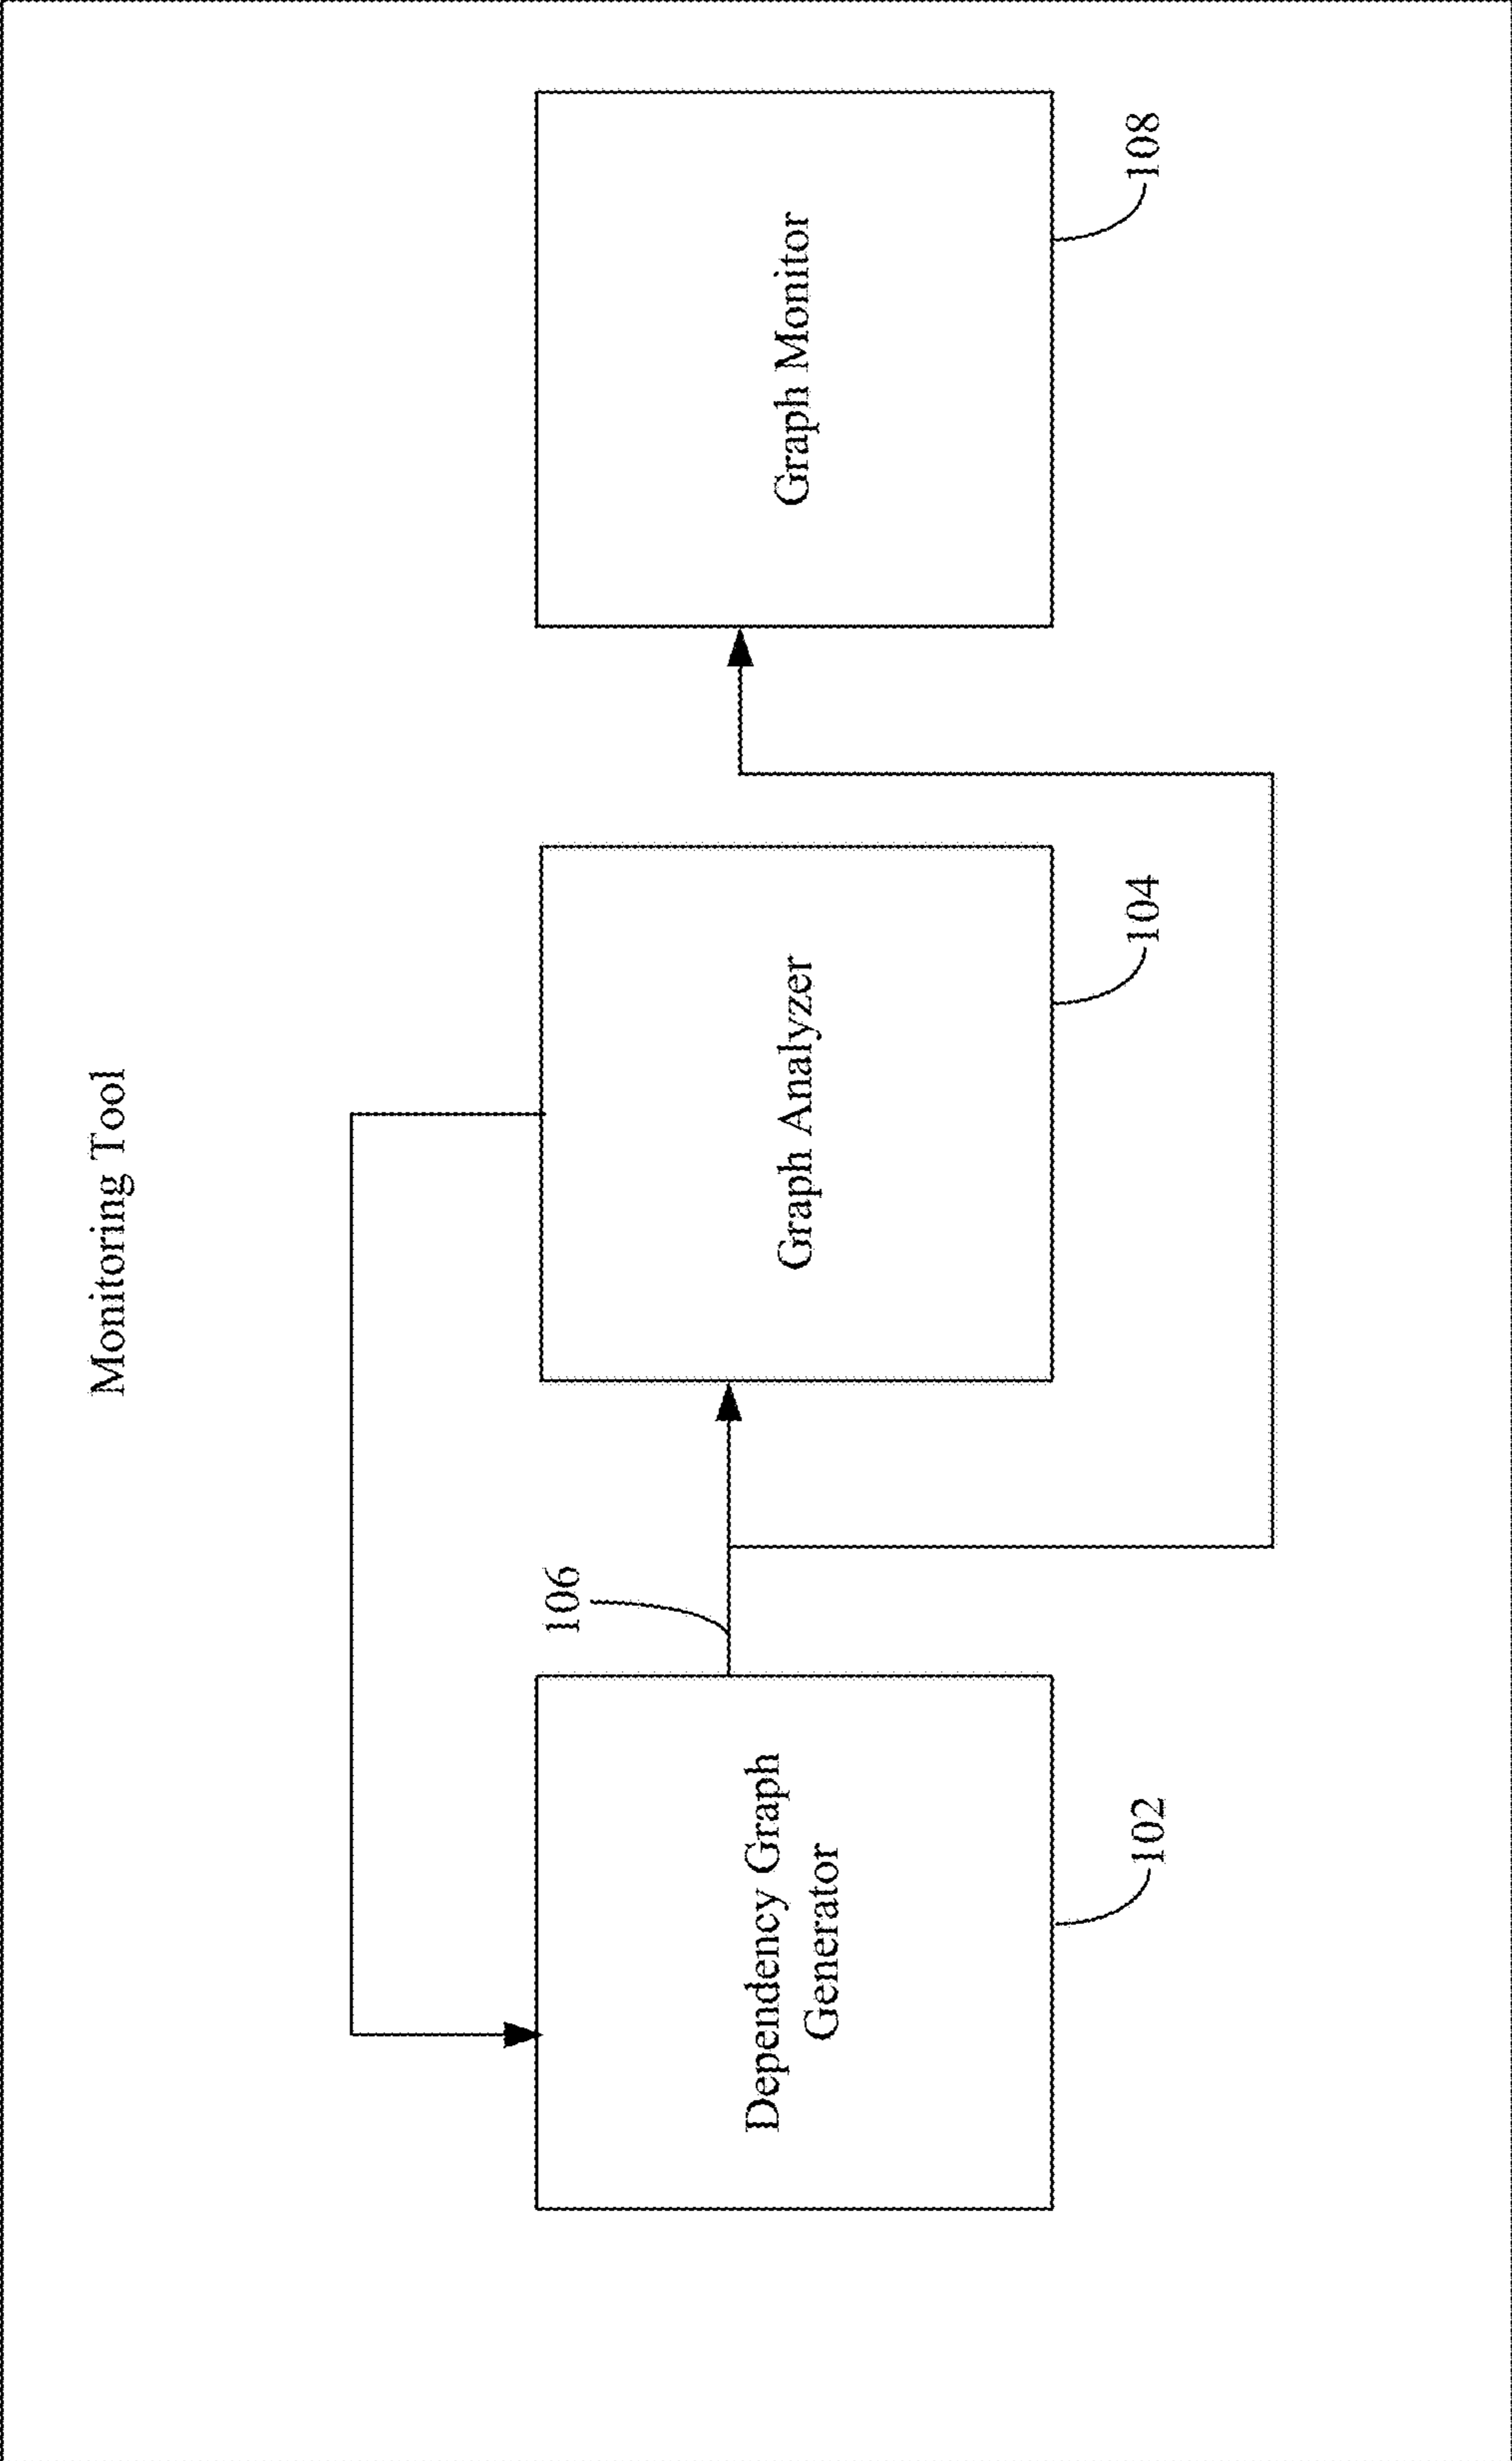 Monitoring Tool
106
Dependency Graph
Generator
Graph Analyzer
Graph Monitor
102
104
108